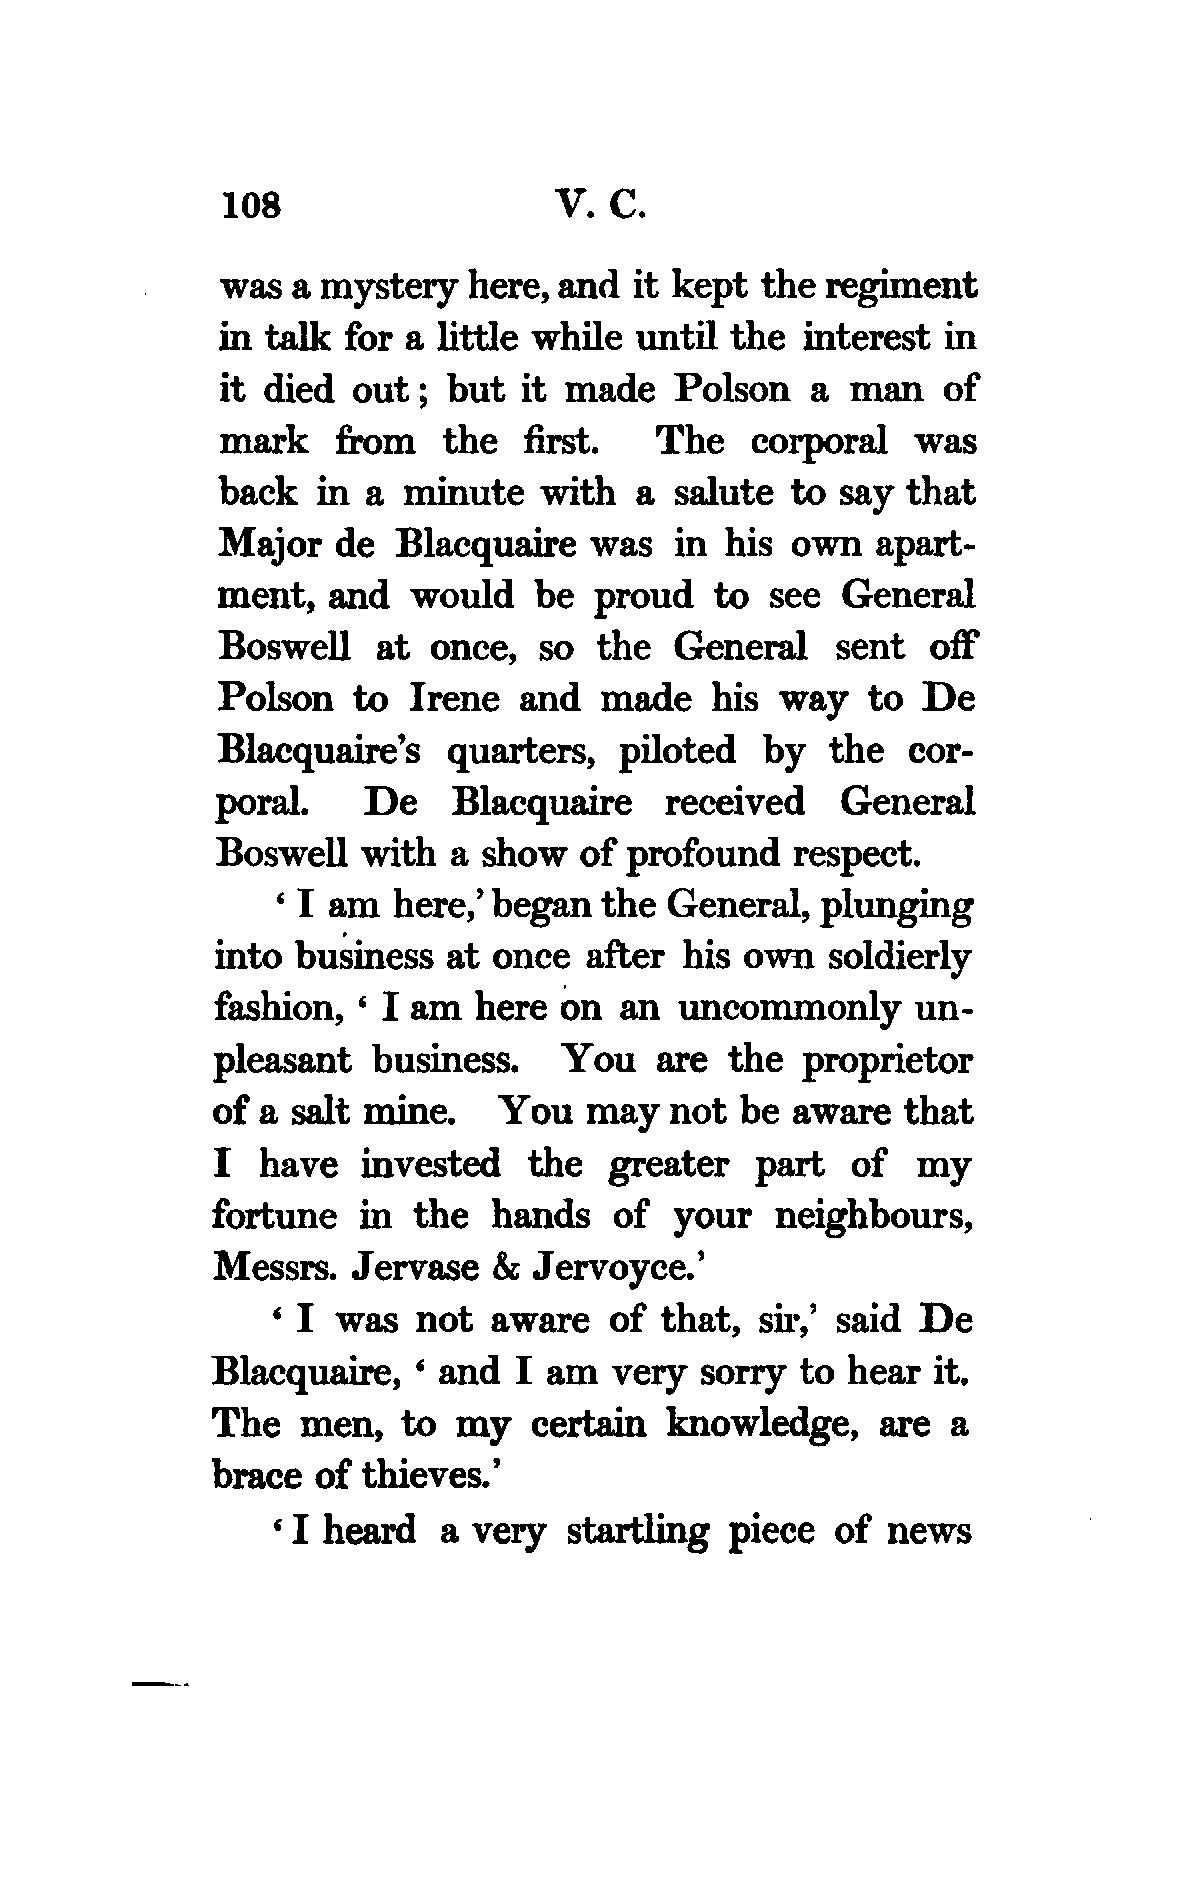 108 V. C.
was a mystery here, and it kept the regiment
in talk for a little while until the interest in
it died out; but it made Polson a man of
mark from the first. The corporal was
back in a minute with a salute to say that
Major de Blacquaire was in his own apart-
ment, and would be proud to see General
Boswell at once, so the General sent off
Polson to Irene and made his way to De
Blacquaire's quarters, piloted by the cor-
poral. De Blacquaire received General
Boswell with a show of profound respect.
‘I am here,’ began the General, plunging
into business at once after his own soldierly
fashion, ‘I am here on an uncommonly un-
pleasant business. You are the proprietor
of a salt mine. You may not be aware that
I have invested the greater part of my
fortune in the hands of your neighbours,
Messrs. Jervase & Jervoyce.’
‘I was not aware of that, sir,’ said De
Blacquaire, ‘and I am very sorry to hear it.
The men, to my certain knowledge, are a
brace of thieves.’
‘I heard a very startling piece of news